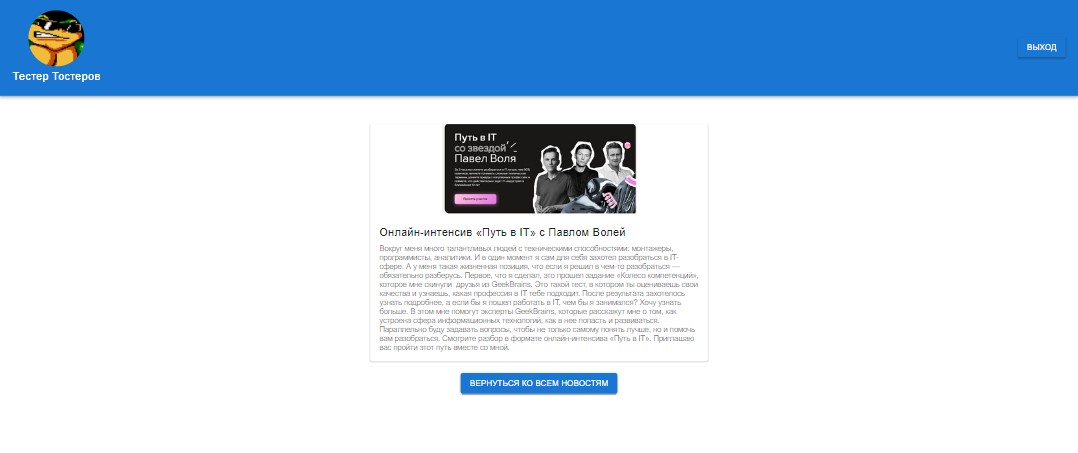 ВЫХОД
Тестер Тостеров
Путь в IT
со звездой
Павел Воля
Онлайн-интенсив «Путь в IT» с Павлом Волей
Вокруг меня много талантливых людей с техническими способностями: монтажеры,
программисты, аналитики. И в один момент я сам для себя захотел разобраться в IT-
сфере. А у меня такая жизненная позиция, что если я решил в чем-то разобраться —
обязательно разберусь. Первое, что я сделал, это прошел задание «Колесо компетенций»,
которое мне скинули друзья из GeekBrains. Это такой тест, в котором ты оцениваешь свои
качества и узнаешь, какая профессия в IT тебе подходит. После результата захотелось
узнать подробнее, а если бы я пошел работать в IT, чем бы я занимался? Хочу узнать
больше. В этом мне помогут эксперты GeekBrains, которые расскажут мне о том, как
устроена сфера информационных технологий, как в нее попасть и развиваться.
Параллельно буду задавать вопросы, чтобы не только самому понять лучше, но и помочь
вам разобраться. Смотрите разбор в формате онлайн-интенсива «Путь в IT». Приглашаю
вас пройти этот путь вместе со мной.
ВЕРНУТЬСЯ КО ВСЕМ НОВОСТЯМ